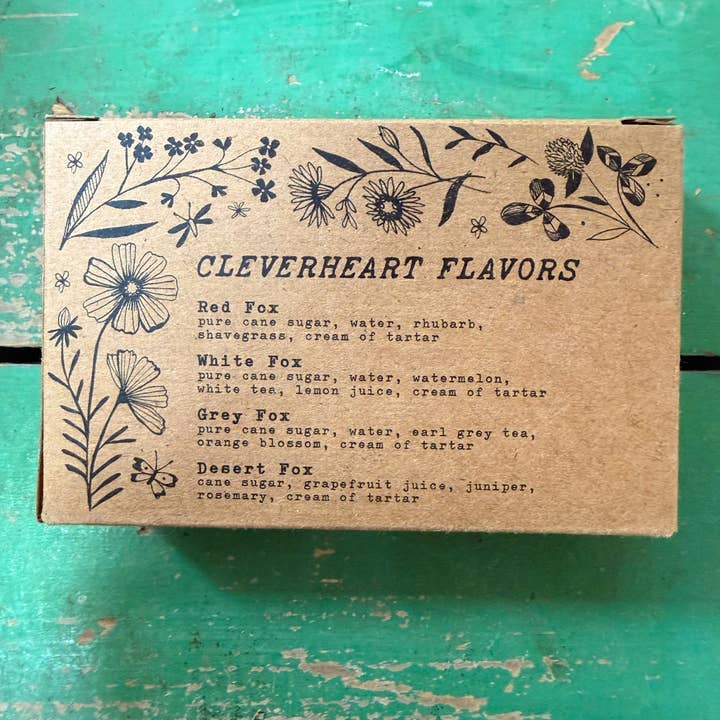 CLEVERHEART FLAVORS
Red Fox
pure cane sugar, water, rhubarb,
shavegrass, cream of tartar
White Fox
pure cane sugar, water, watermelon,
white tea, lemon juice, cream of tartar
Grey Fox
pure cane sugar, water, earl grey tea,
orange blossom, cream of tartar
Desert Fox
cane sugar, grapefruit juice, juniper,
rosemary, cream of tartar